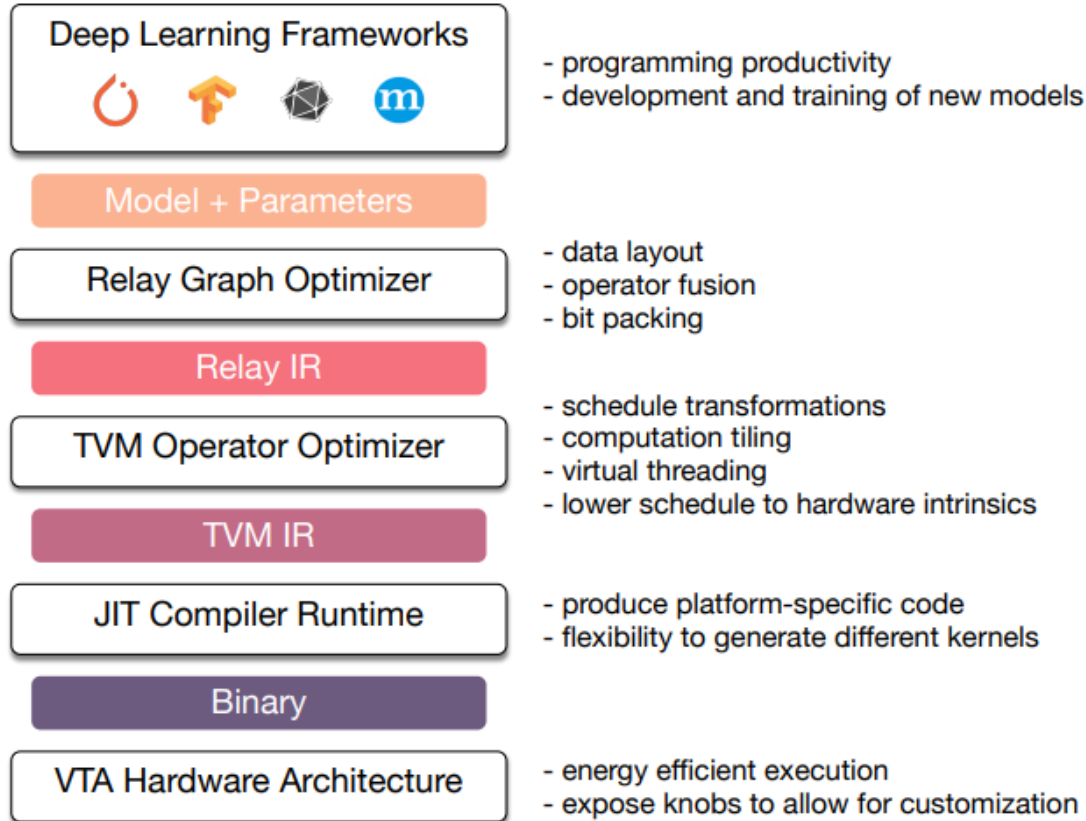 Deep Learning Frameworks
m
- programming productivity
- development and training of new models
Model + Parameters
Relay Graph Optimizer
- data layout
- operator fusion
- bit packing
Relay IR
TVM Operator Optimizer
- schedule transformations
- computation tiling
- virtual threading
- lower schedule to hardware intrinsics
TVM IR
JIT Compiler Runtime
- produce platform-specific code
- flexibility to generate different kernels
Binary
VTA Hardware Architecture
- energy efficient execution
- expose knobs to allow for customization